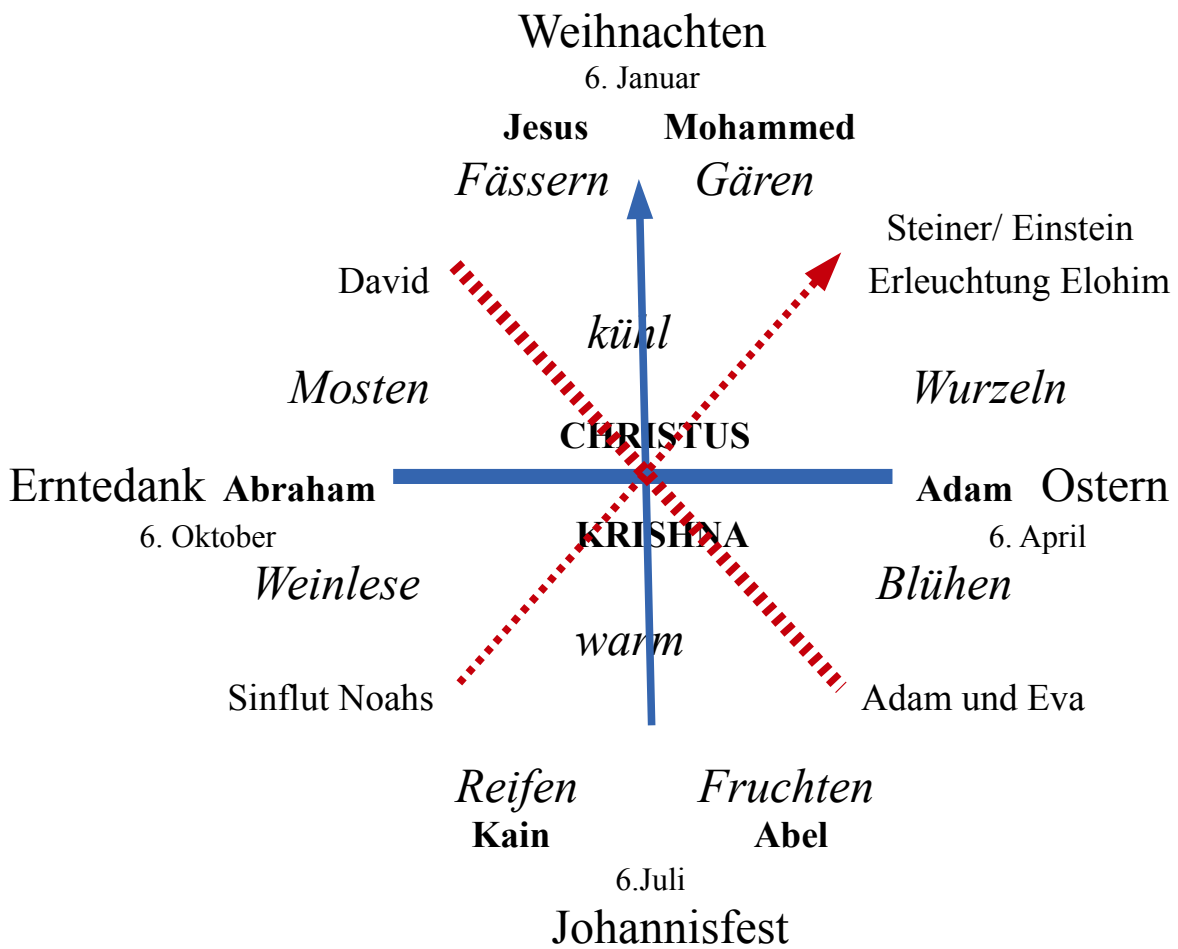 Weihnachten
6. Januar
Jesus Mohammed
Fässern Gären
Steiner/ Einstein
David Erleuchtung Elohim
kühl
Mosten Wurzeln
CHRISTUS
Erntedank Abraham Adam Ostern
6. Oktober KRISHNA 6. April
Weinlese Blühen
warm
Sinflut Noahs Adam und Eva
Reifen Fruchten
Kain Abel
6.Juli
Johannisfest